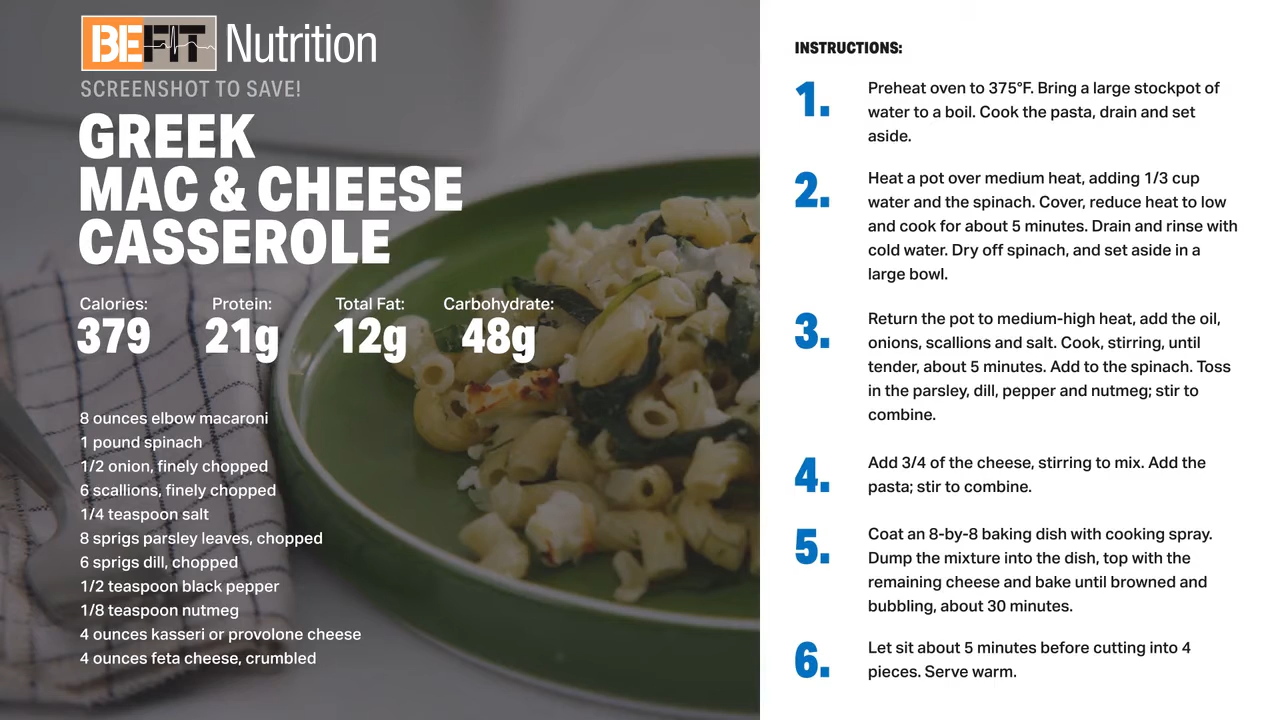 BEFIT Nutrition
SCREENSHOT TO SAVE!
GREEK
MAC & CHEESE
CASSEROLE
Calories: Protein: Total Fat: Carbohydrate:
379 21g 12g 48g
8 ounces elbow macaroni
1 pound spinach
1/2 onion, finely chopped
6 scallions, finely chopped
1/4 teaspoon salt
8 sprigs parsley leaves, chopped
6 sprigs dill, chopped
1/2 teaspoon black pepper
1/8 teaspoon nutmeg
4 ounces kasseri or provolone cheese
4 ounces feta cheese, crumbled
INSTRUCTIONS:
1. Preheat oven to 375°F. Bring a large stockpot of
water to a boil. Cook the pasta, drain and set
aside.
2. Heat a pot over medium heat, adding 1/3 cup
water and the spinach. Cover, reduce heat to low
and cook for about 5 minutes. Drain and rinse with
cold water. Dry off spinach, and set aside in a
large bowl.
3. Return the pot to medium-high heat, add the oil,
onions, scallions and salt. Cook, stirring, until
tender, about 5 minutes. Add to the spinach. Toss
in the parsley, dill, pepper and nutmeg; stir to
combine.
4. Add 3/4 of the cheese, stirring to mix. Add the
pasta; stir to combine.
5. Coat an 8-by-8 baking dish with cooking spray.
Dump the mixture into the dish, top with the
remaining cheese and bake until browned and
bubbling, about 30 minutes.
6. Let sit about 5 minutes before cutting into 4
pieces. Serve warm.